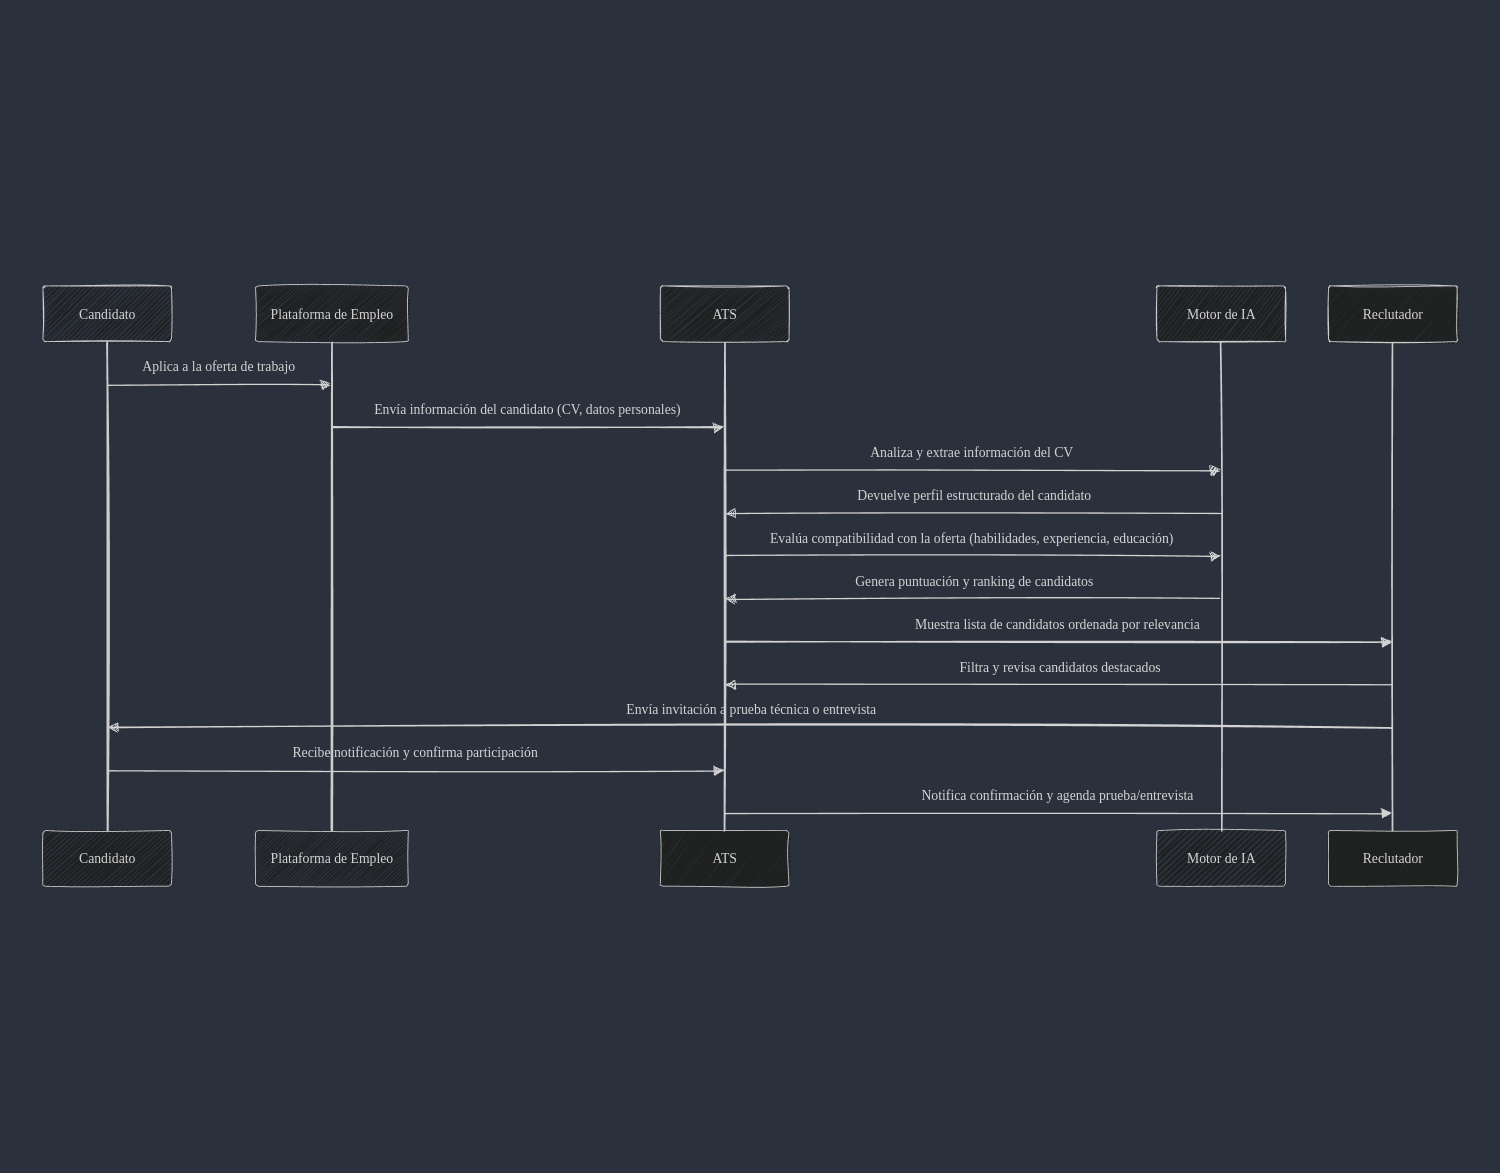 Candidato
Plataforma de Empleo
ATS
Motor de IA
Reclutador
Aplica a la oferta de trabajo
Envía información del candidato (CV, datos personales)
Analiza y extrae información del CV
Devuelve perfil estructurado del candidato
Evalúa compatibilidad con la oferta (habilidades, experiencia, educación)
Genera puntuación y ranking de candidatos
Muestra lista de candidatos ordenada por relevancia
Filtra y revisa candidatos destacados
Envía invitación a prueba técnica o entrevista
Recibe notificación y confirma participación
Notifica confirmación y agenda prueba/entrevista
Candidato
Plataforma de Empleo
ATS
Motor de IA
Reclutador